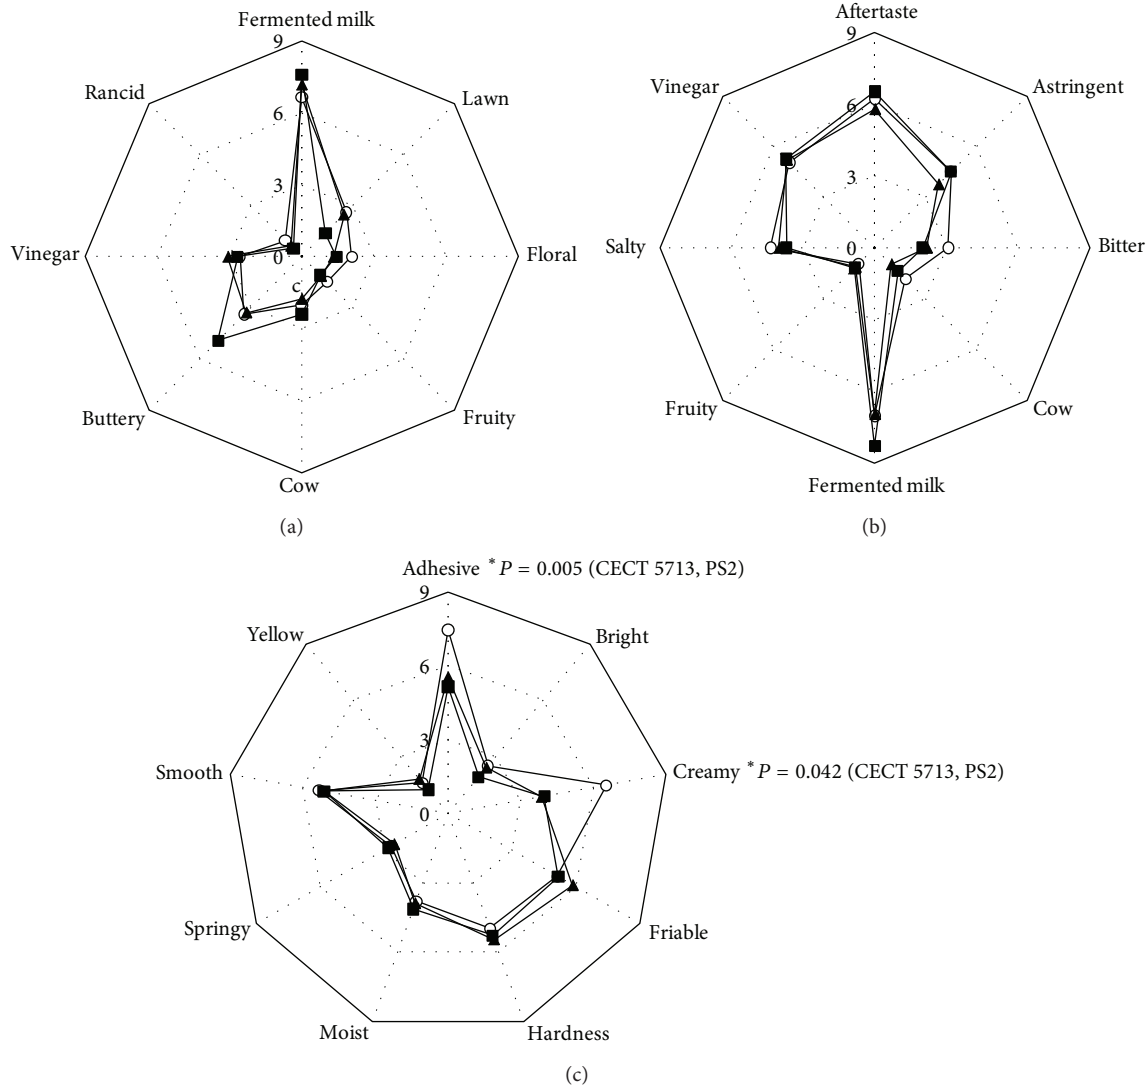 Fermented milk
9
Rancid
Lawn
6
3
Vinegar
0
Floral
c
Buttery
Fruity
Cow
(a)
Aftertaste
9
Vinegar
Astringent
6
3
Salty
0
Bitter
Fruity
Cow
Fermented milk
(b)
Adhesive *P = 0.005 (CECT 5713, PS2)
9
Yellow
Bright
6
3
Smooth
Creamy *P = 0.042 (CECT 5713, PS2)
0
Springy
Friable
Moist
Hardness
(c)